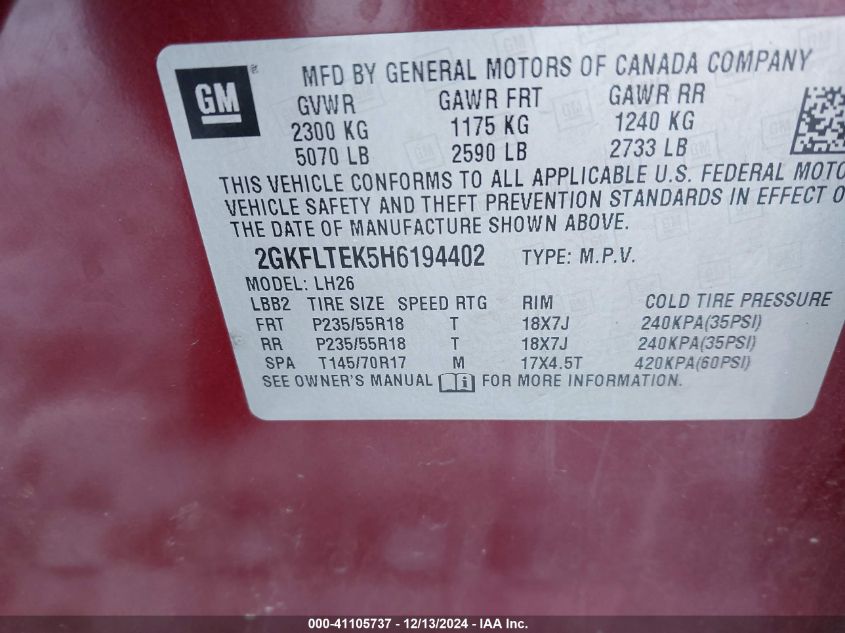 GM
MFD BY GENERAL MOTORS OF CANADA COMPANY
GVWR GAWR FRT GAWR RR
2300 KG 1175 KG 1240 KG
5070 LB 2590 LB 2733 LB
THIS VEHICLE CONFORMS TO ALL APPLICABLE U.S. FEDERAL MOTO
VEHICLE SAFETY AND THEFT PREVENTION STANDARDS IN EFFECT O
THE DATE OF MANUFACTURE SHOWN ABOVE.
2GKFLTEK5H6194402 TYPE: M.P.V.
MODEL: LH26
LBB2 TIRE SIZE SPEED RTG RIM COLD TIRE PRESSURE
FRT P235/55R18 T 18X7J 240KPA(35PSI)
RR P235/55R18 T 18X7J 240KPA(35PSI)
SPA T145/70R17 M 17X4.5T 420KPA(60PSI)
SEE OWNER'S MANUAL FOR MORE INFORMATION.
000-41105737 - 12/13/2024 - IAA Inc.